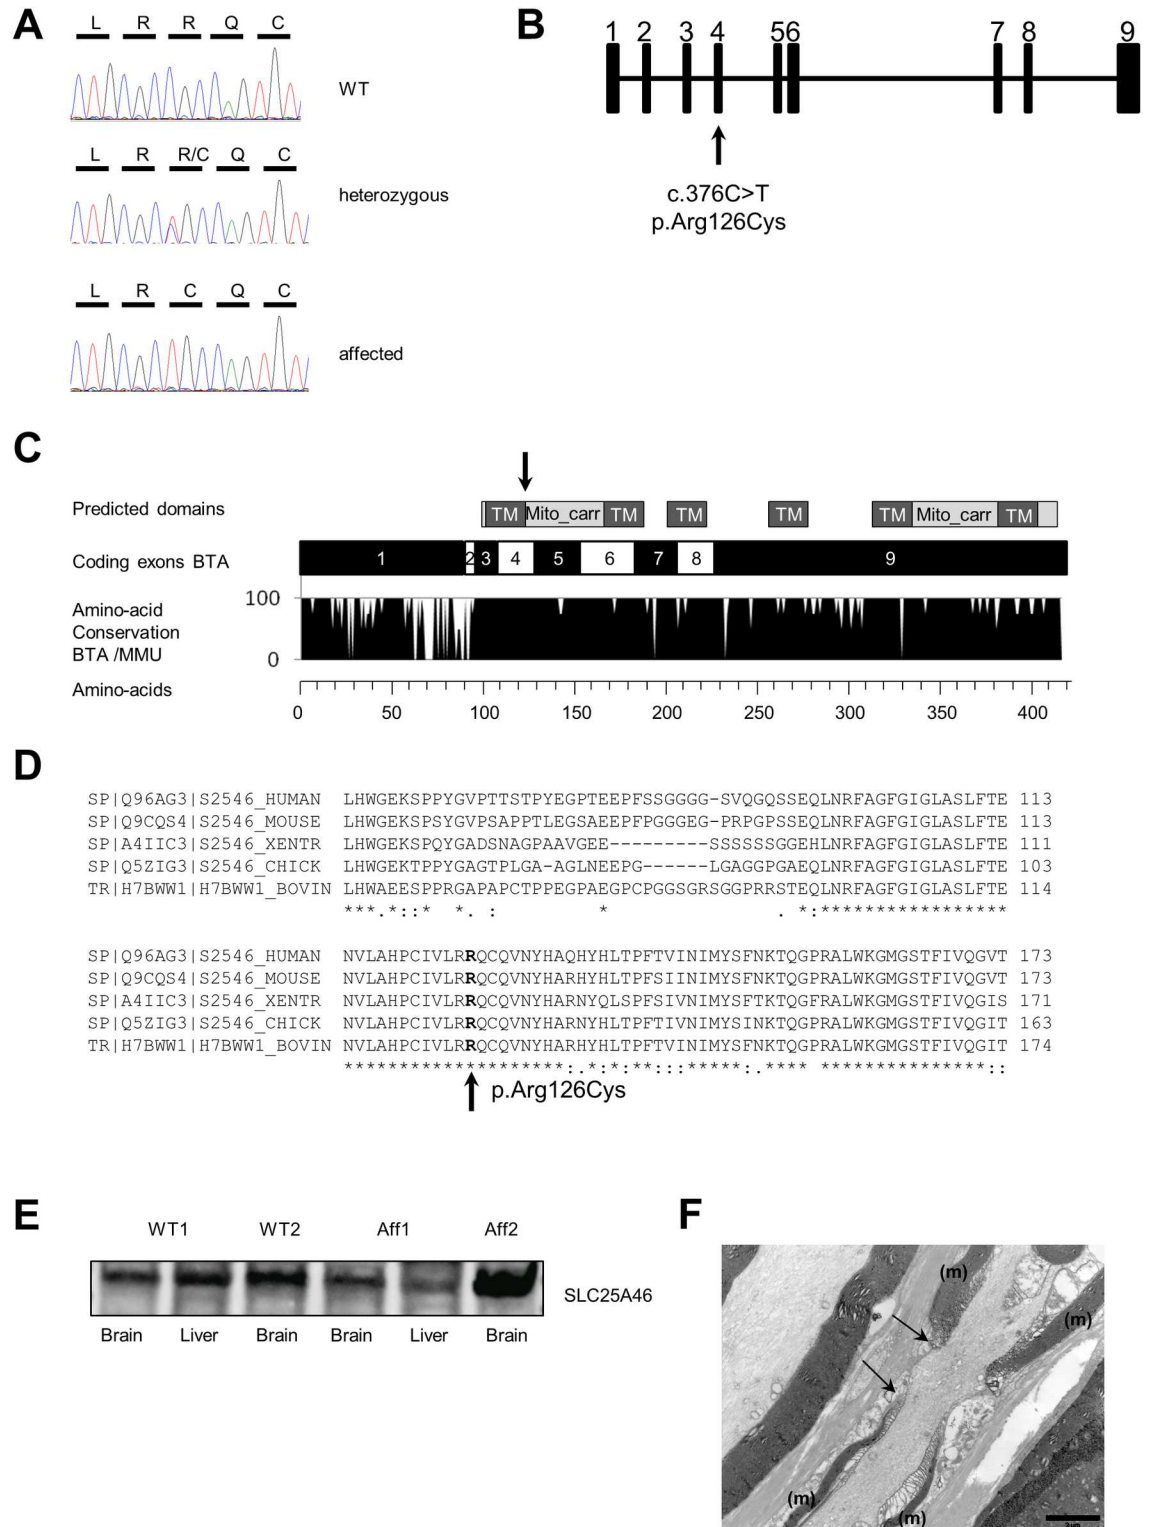 A
L R R Q C
WT
L R R/C Q C
heterozygous
L R C Q C
affected
B
1 2 3 4 56 7 8 9
c.376C>T
p.Arg126Cys
C
Predicted domains
TM Mito_carr TM TM TM TM Mito_carr TM
Coding exons BTA
1 2 3 4 5 6 7 8 9
Amino-acid
Conservation
BTA /MMU
100
0
Amino-acids
0 50 100 150 200 250 300 350 400
D
SP|Q96AG3|S2546_HUMAN LHWGEKSPPYGVPTTSTPYEGPTEEPFSSGGGG-SVQGQSSEQLNRFAGFGIGLASLFTE 113
SP|Q9CQS4|S2546_MOUSE LHWGEKSPSYGVPSAPPTLEGSAEEPFPGGGEG-PRPGPSSEQLNRFAGFGIGLASLFTE 113
SP|A4IIC3|S2546_XENTR LHWGEKSPQYGADSNAGPAAVGEE---------SSSSSSGGEHLNRFAGFGIGLASLFTE 111
SP|Q5ZIG3|S2546_CHICK LHWGEKTPPYGAGTPLGA-AGLNEEPG------LGAGGPGAEQLNRFAGFGIGLASLFTE 103
TR|H7BWW1|H7BWW1_BOVIN LHWAEESPPRGAPAPCTPPEGPAEGPCPGGSGRSGGPRRSTEQLNRFAGFGIGLASLFTE 114
***.*::* *. : * . *:*****************
SP|Q96AG3|S2546_HUMAN NVLAHPCIVLRRQCQVNYHAQHYHLTPFTVINIMYSFNKTQGPRALWKGMGSTFIVQGVT 173
SP|Q9CQS4|S2546_MOUSE NVLAHPCIVLRRQCQVNYHARHYHLTPFSIINIMYSFNKTQGPRALWKGMGSTFIVQGVT 173
SP|A4IIC3|S2546_XENTR NVLAHPCIVLRRQCQVNYHARNYQLSPFSIVNIMYSFTKTQGFRALWKGMGSTFIVQGIS 171
SP|Q5ZIG3|S2546_CHICK NVLAHPCIVLRRQCQVNYHARNYHLTPFTIVNIMYSINKTQGPRALWKGMGSTFIVQGIT 163
TR|H7BWW1|H7BWW1_BOVIN NVLAHPCIVLRRQCQVNYHARHYHLTPFTVINIMYSFNKTQGPRALWKGMGSTFIVQGIT 174
********************:.*:*:**:::*****:.**** ***************::
p.Arg126Cys
E
WT1 WT2 Aff1 Aff2
SLC25A46
Brain Liver Brain Brain Liver Brain
F
(m)
(m)
(m)
(m)